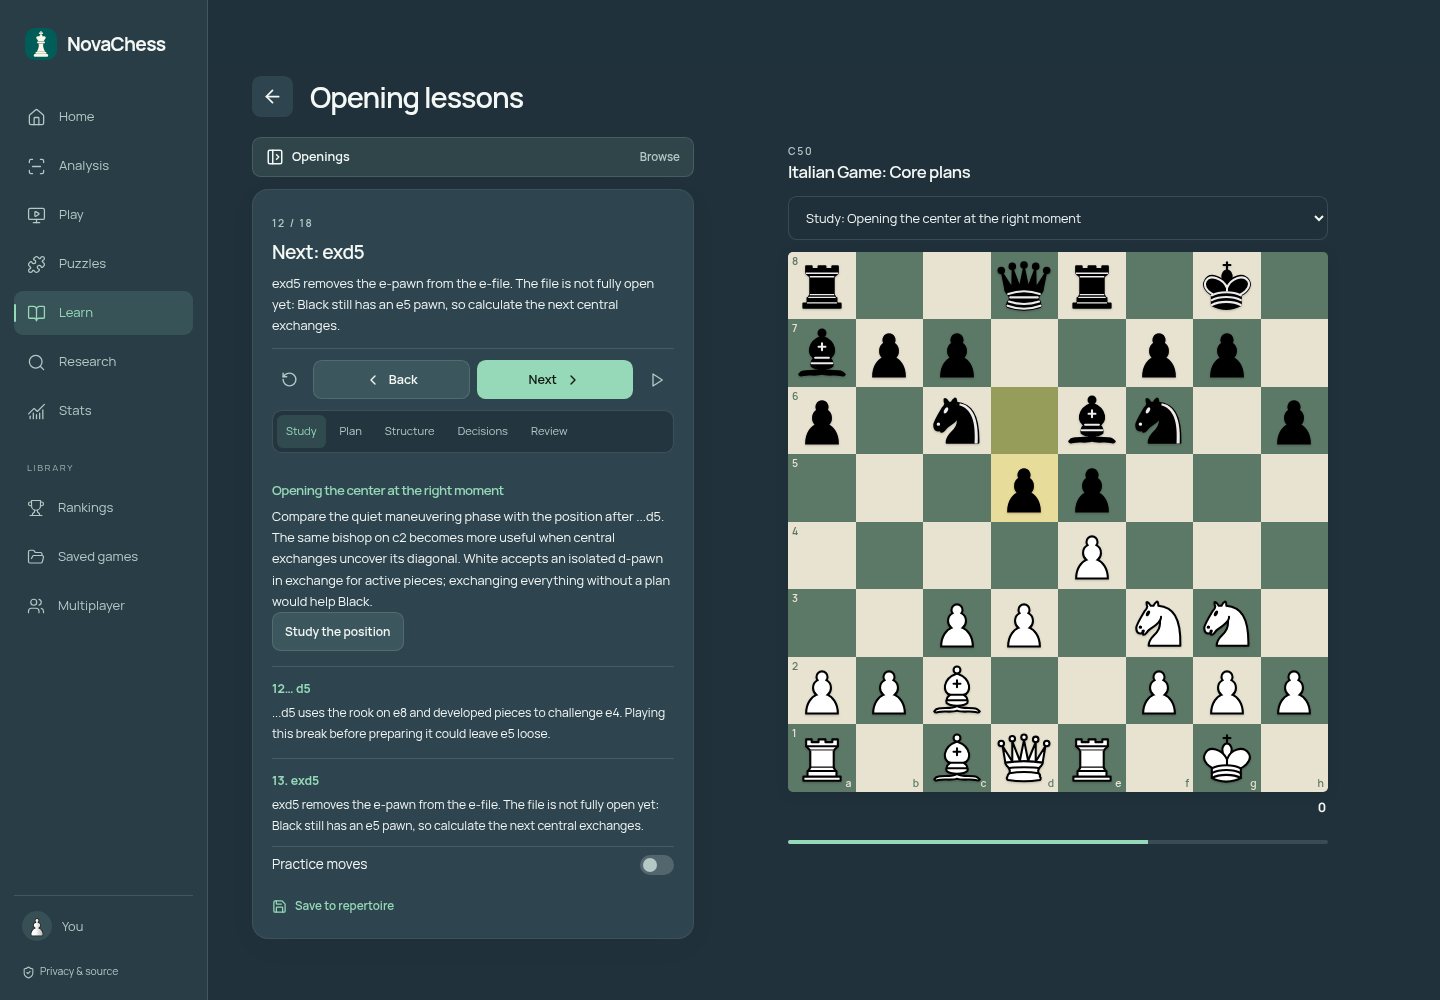 NovaChess
Home
Analysis
Play
Puzzles
Learn
Research
Stats
LIBRARY
Rankings
Saved games
Multiplayer
You
Privacy & source
Opening lessons
Openings
Browse
12 / 18
Next: exd5
exd5 removes the e-pawn from the e-file. The file is not fully open
yet: Black still has an e5 pawn, so calculate the next central
exchanges.
Back
Next
Study
Plan
Structure
Decisions
Review
Opening the center at the right moment
Compare the quiet maneuvering phase with the position after ...d5.
The same bishop on c2 becomes more useful when central
exchanges uncover its diagonal. White accepts an isolated d-pawn
in exchange for active pieces; exchanging everything without a plan
would help Black.
Study the position
12... d5
...d5 uses the rook on e8 and developed pieces to challenge e4. Playing
this break before preparing it could leave e5 loose.
13. exd5
exd5 removes the e-pawn from the e-file. The file is not fully open yet:
Black still has an e5 pawn, so calculate the next central exchanges.
Practice moves
Save to repertoire
C50
Italian Game: Core plans
Study: Opening the center at the right moment
8
7
6
5
4
3
2
1
a
b
c
d
e
f
g
h
0